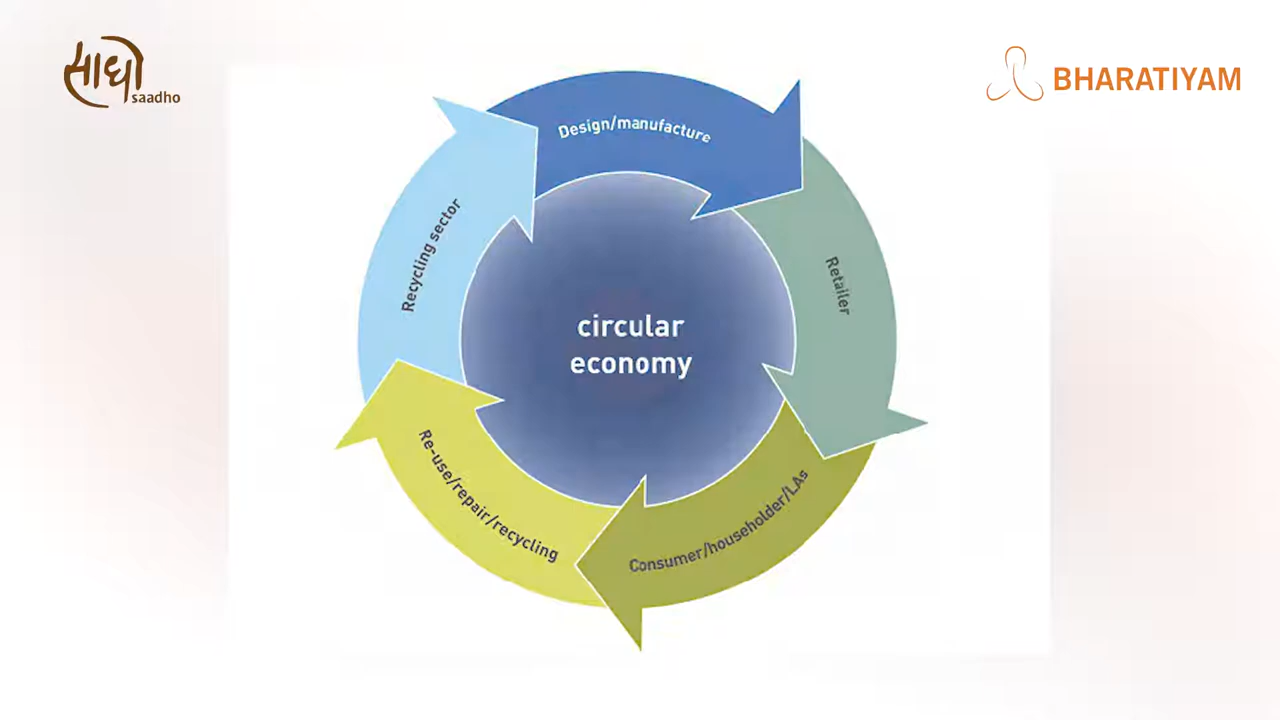 साधो
saadho
BHARATIYAM
Design/manufacture
Retailer
Consumer/householder/LAs
Re-use/repair/recycling
Recycling sector
circular
economy